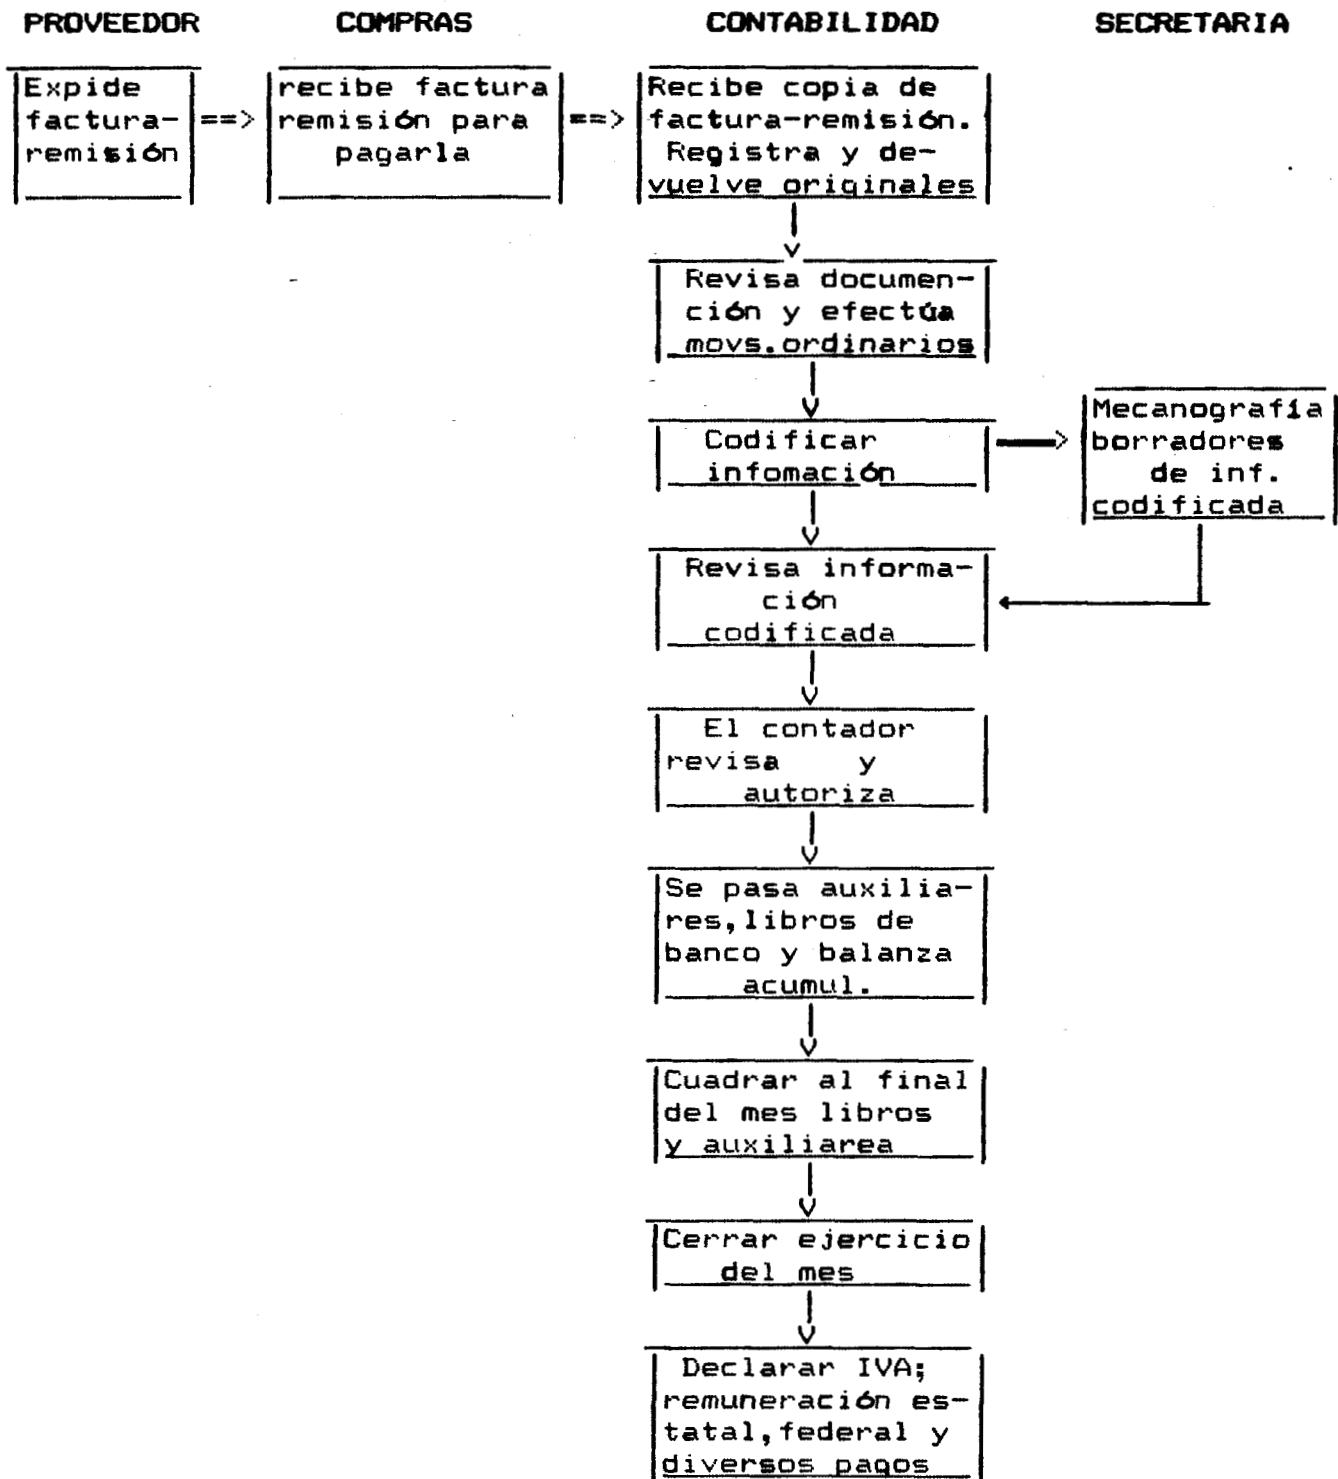 PROVEEDOR COMPRAS CONTABILIDAD SECRETARIA
Expide
factura-
remisión
==>
recibe factura
remisión para
pagarla
==>
Recibe copia de
factura-remisión.
Registra y de-
vuelve originales
Revisa documen-
ción y efectúa
movs.ordinarios
Codificar
infomación
Mecanografía
borradores
de inf.
codificada
Revisa informa-
ción
codificada
El contador
revisa y
autoriza
Se pasa auxilia-
res,libros de
banco y balanza
acumul.
Cuadrar al final
del mes libros
y auxiliarea
Cerrar ejercicio
del mes
Declarar IVA;
remuneración es-
tatal,federal y
diversos pagos